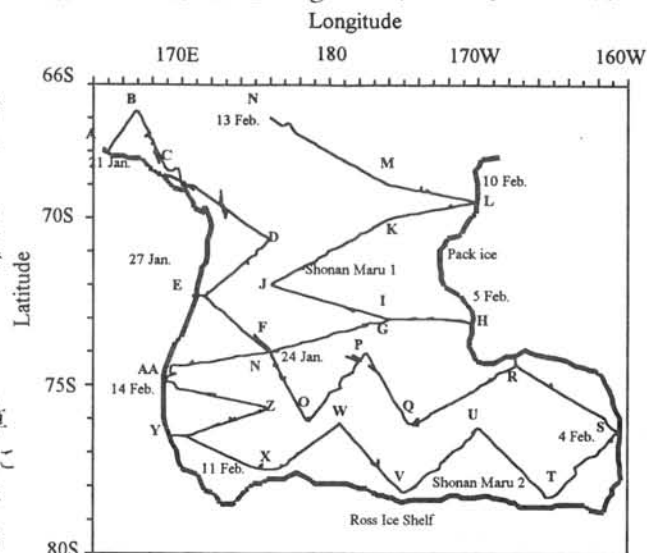 Longitude
170E 180 170W 160W
66S
B N
13 Feb.
A
21 Jan. C M
10 Feb.
L
70S
K
D
Pack ice
27 Jan.
Shonan Maru 1
E J
5 Feb.
I
H
F G
24 Jan. P
N
AA R
75S
14 Feb.
Z O W Q U S
4 Feb.
Y
11 Feb. X V T
Shonan Maru 2
Ross Ice Shelf
80S
Latitude